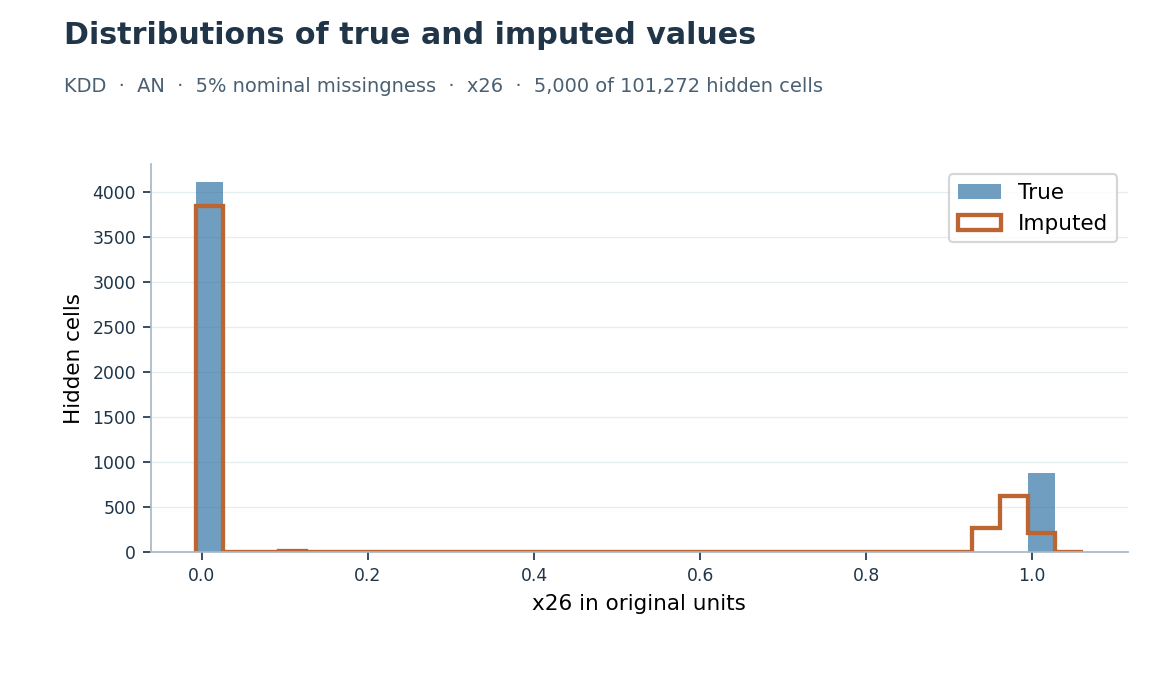 Distributions of true and imputed values
KDD · AN · 5% nominal missingness · x26 · 5,000 of 101,272 hidden cells
True
Imputed
Hidden cells
4000
3500
3000
2500
2000
1500
1000
500
0
0.0 0.2 0.4 0.6 0.8 1.0
x26 in original units